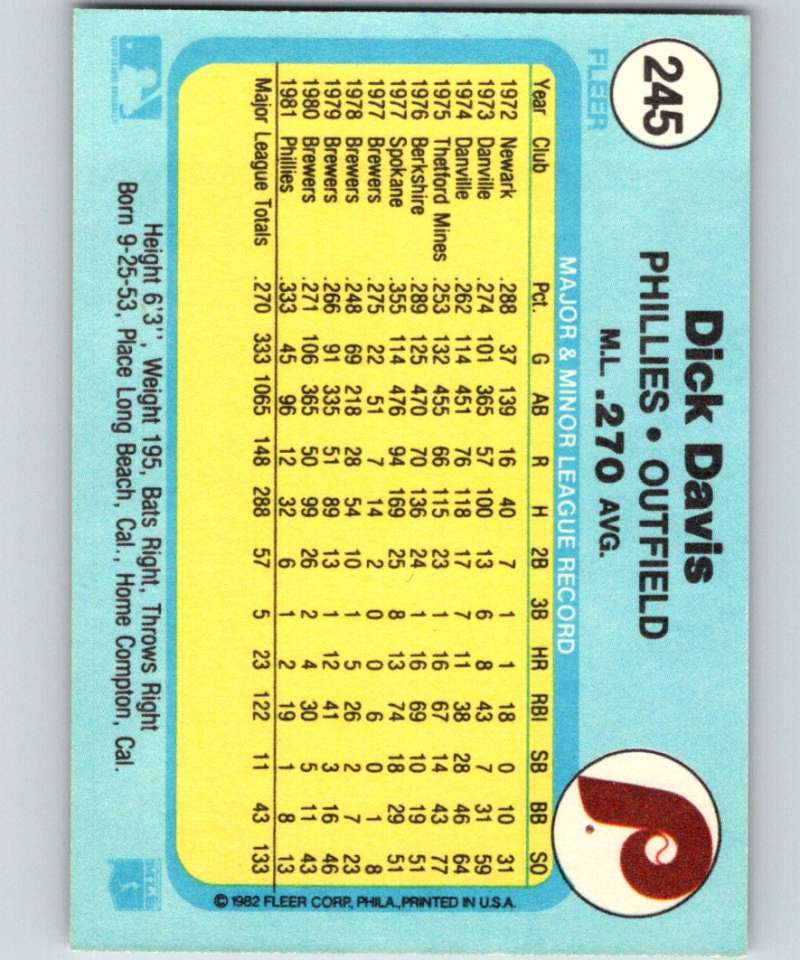 245
FLEER
Dick Davis
PHILLIES • OUTFIELD
M.L. .270 AVG.
MAJOR & MINOR LEAGUE RECORD
Year Club Pct. G AB R H 2B 3B HR RBI SB BB SO
1972 Newark .288 37 139 16 40 7 1 1 18 0 10 31
1973 Danville .274 101 365 57 100 13 6 8 43 7 31 59
1974 Danville .262 114 451 76 118 17 7 11 38 28 46 64
1975 Thetford Mines .253 132 455 66 115 23 1 16 67 14 43 77
1976 Berkshire .289 125 470 70 136 24 1 16 69 10 19 51
1977 Spokane .355 114 476 94 169 25 8 13 74 18 29 51
1977 Brewers .275 22 51 7 14 2 0 0 6 0 1 8
1978 Brewers .248 69 218 28 54 10 1 5 26 2 7 23
1979 Brewers .266 91 335 51 89 13 1 12 41 3 16 46
1980 Brewers .271 106 365 50 99 26 2 4 30 5 11 43
1981 Phillies .333 45 96 12 32 6 1 2 19 1 8 13
Major League Totals .270 333 1065 148 288 57 5 23 122 11 43 133
Height 6'3", Weight 195, Bats Right, Throws Right
Born 9-25-53, Place Long Beach, Cal., Home Compton, Cal.
© 1982 FLEER CORP., PHILA., PRINTED IN U.S.A.